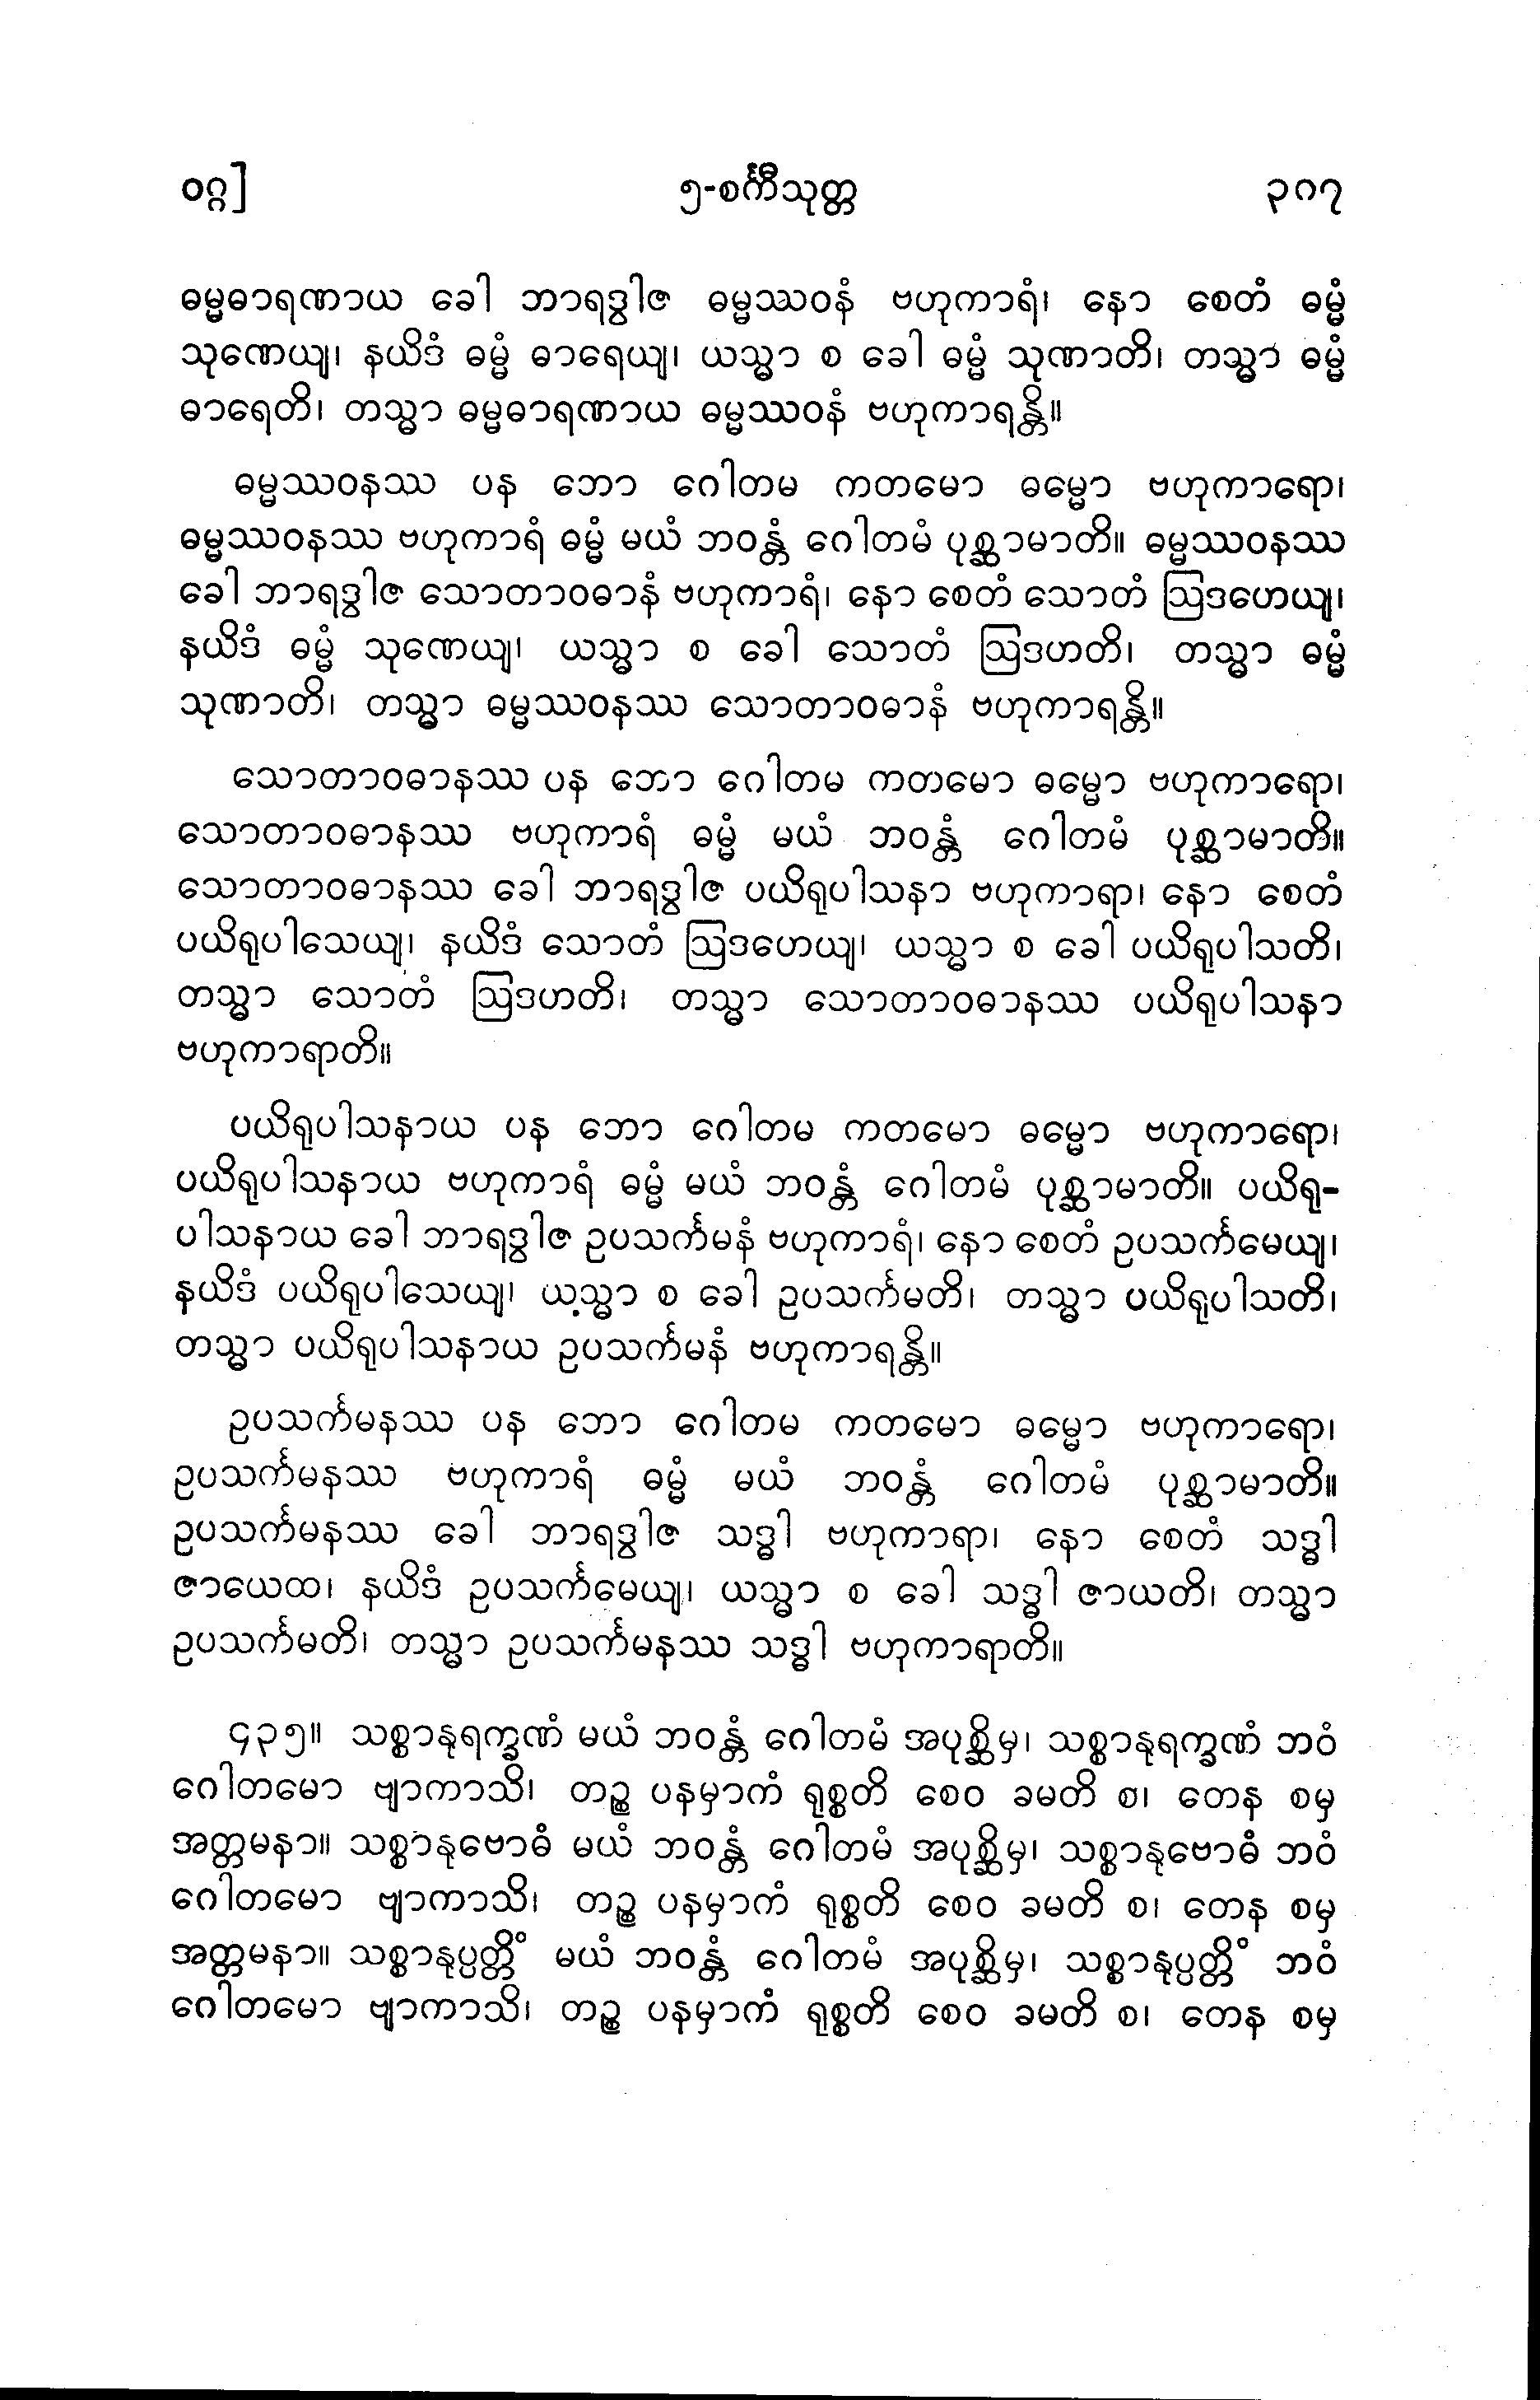 ဝဂ္ဂ]
၅-စင်္ကီသုတ္တ
၃၁၇
ဓမ္မဓာရဏာယ ခေါ ဘာရဒွါဇ ဓမ္မဿဝနံ ဗဟုကာရံ၊ နော စေတံ ဓမ္မံ
သုဏေယျ၊ နယိဒံ ဓမ္မံ ဓာရေယျ၊ ယသ္မာ စ ခေါ ဓမ္မံ သုဏာတိ၊ တသ္မာ ဓမ္မံ
ဓာရေတိ၊ တသ္မာ ဓမ္မဓာရဏာယ ဓမ္မဿဝနံ ဗဟုကာရန္တိ။
ဓမ္မဿဝနဿ ပန ဘော ဂေါတမ ကတမော ဓမ္မော ဗဟုကာရော၊
ဓမ္မဿဝနဿ ဗဟုကာရံ ဓမ္မံ မယံ ဘဝန္တံ ဂေါတမံ ပုစ္ဆာမာတိ။ ဓမ္မဿဝနဿ
ခေါ ဘာရဒွါဇ သောတာဝဓာနံ ဗဟုကာရံ၊ နော စေတံ သောတံ ဩဒဟေယျ၊
နယိဒံ ဓမ္မံ သုဏေယျ၊ ယသ္မာ စ ခေါ သောတံ ဩဒဟတိ၊ တသ္မာ ဓမ္မံ
သုဏာတိ၊ တသ္မာ ဓမ္မဿဝနဿ သောတာဝဓာနံ ဗဟုကာရန္တိ။
သောတာဝဓာနဿ ပန ဘော ဂေါတမ ကတမော ဓမ္မော ဗဟုကာရော၊
သောတာဝဓာနဿ ဗဟုကာရံ ဓမ္မံ မယံ ဘဝန္တံ ဂေါတမံ ပုစ္ဆာမာတိ။
သောတာဝဓာနဿ ခေါ ဘာရဒွါဇ ပယိရုပါသနာ ဗဟုကာရာ၊ နော စေတံ
ပယိရုပါသေယျ၊ နယိဒံ သောတံ ဩဒဟေယျ၊ ယသ္မာ စ ခေါ ပယိရုပါသတိ၊
တသ္မာ သောတံ ဩဒဟတိ၊ တသ္မာ သောတာဝဓာနဿ ပယိရုပါသနာ
ဗဟုကာရာတိ။
ပယိရုပါသနာယ ပန ဘော ဂေါတမ ကတမော ဓမ္မော ဗဟုကာရော၊
ပယိရုပါသနာယ ဗဟုကာရံ ဓမ္မံ မယံ ဘဝန္တံ ဂေါတမံ ပုစ္ဆာမာတိ။ ပယိရု-
ပါသနာယ ခေါ ဘာရဒွါဇ ဥပသင်္ကမနံ ဗဟုကာရံ၊ နော စေတံ ဥပသင်္ကမေယျ၊
နယိဒံ ပယိရုပါသေယျ၊ ယသ္မာ စ ခေါ ဥပသင်္ကမတိ၊ တသ္မာ ပယိရုပါသတိ၊
တသ္မာ ပယိရုပါသနာယ ဥပသင်္ကမနံ ဗဟုကာရန္တိ။
ဥပသင်္ကမနဿ ပန ဘော ဂေါတမ ကတမော ဓမ္မော ဗဟုကာရော၊
ဥပသင်္ကမနဿ ဗဟုကာရံ ဓမ္မံ မယံ ဘဝန္တံ ဂေါတမံ ပုစ္ဆာမာတိ။
ဥပသင်္ကမနဿ ခေါ ဘာရဒွါဇ သဒ္ဓါ ဗဟုကာရာ၊ နော စေတံ သဒ္ဓါ
ဇာယေထ၊ နယိဒံ ဥပသင်္ကမေယျ၊ ယသ္မာ စ ခေါ သဒ္ဓါ ဇာယတိ၊ တသ္မာ
ဥပသင်္ကမတိ၊ တသ္မာ ဥပသင်္ကမနဿ သဒ္ဓါ ဗဟုကာရာတိ။
၄၃၅။ သစ္စာနုရက္ခဏံ မယံ ဘဝန္တံ ဂေါတမံ အပုစ္ဆိမှ၊ သစ္စာနုရက္ခဏံ ဘဝံ
ဂေါတမော ဗျာကာသိ၊ တဉ္စ ပနမှာကံ ရုစ္စတိ စေဝ ခမတိ စ၊ တေန စမှ
အတ္တမနာ။ သစ္စာနုဗောဓံ မယံ ဘဝန္တံ ဂေါတမံ အပုစ္ဆိမှ၊ သစ္စာနုဗောဓံ ဘဝံ
ဂေါတမော ဗျာကာသိ၊ တဉ္စ ပနမှာကံ ရုစ္စတိ စေဝ ခမတိ စ၊ တေန စမှ
အတ္တမနာ။ သစ္စာနုပ္ပတ္တိံ မယံ ဘဝန္တံ ဂေါတမံ အပုစ္ဆိမှ၊ သစ္စာနုပ္ပတ္တိံ ဘဝံ
ဂေါတမော ဗျာကာသိ၊ တဉ္စ ပနမှာကံ ရုစ္စတိ စေဝ ခမတိ စ၊ တေန စမှ